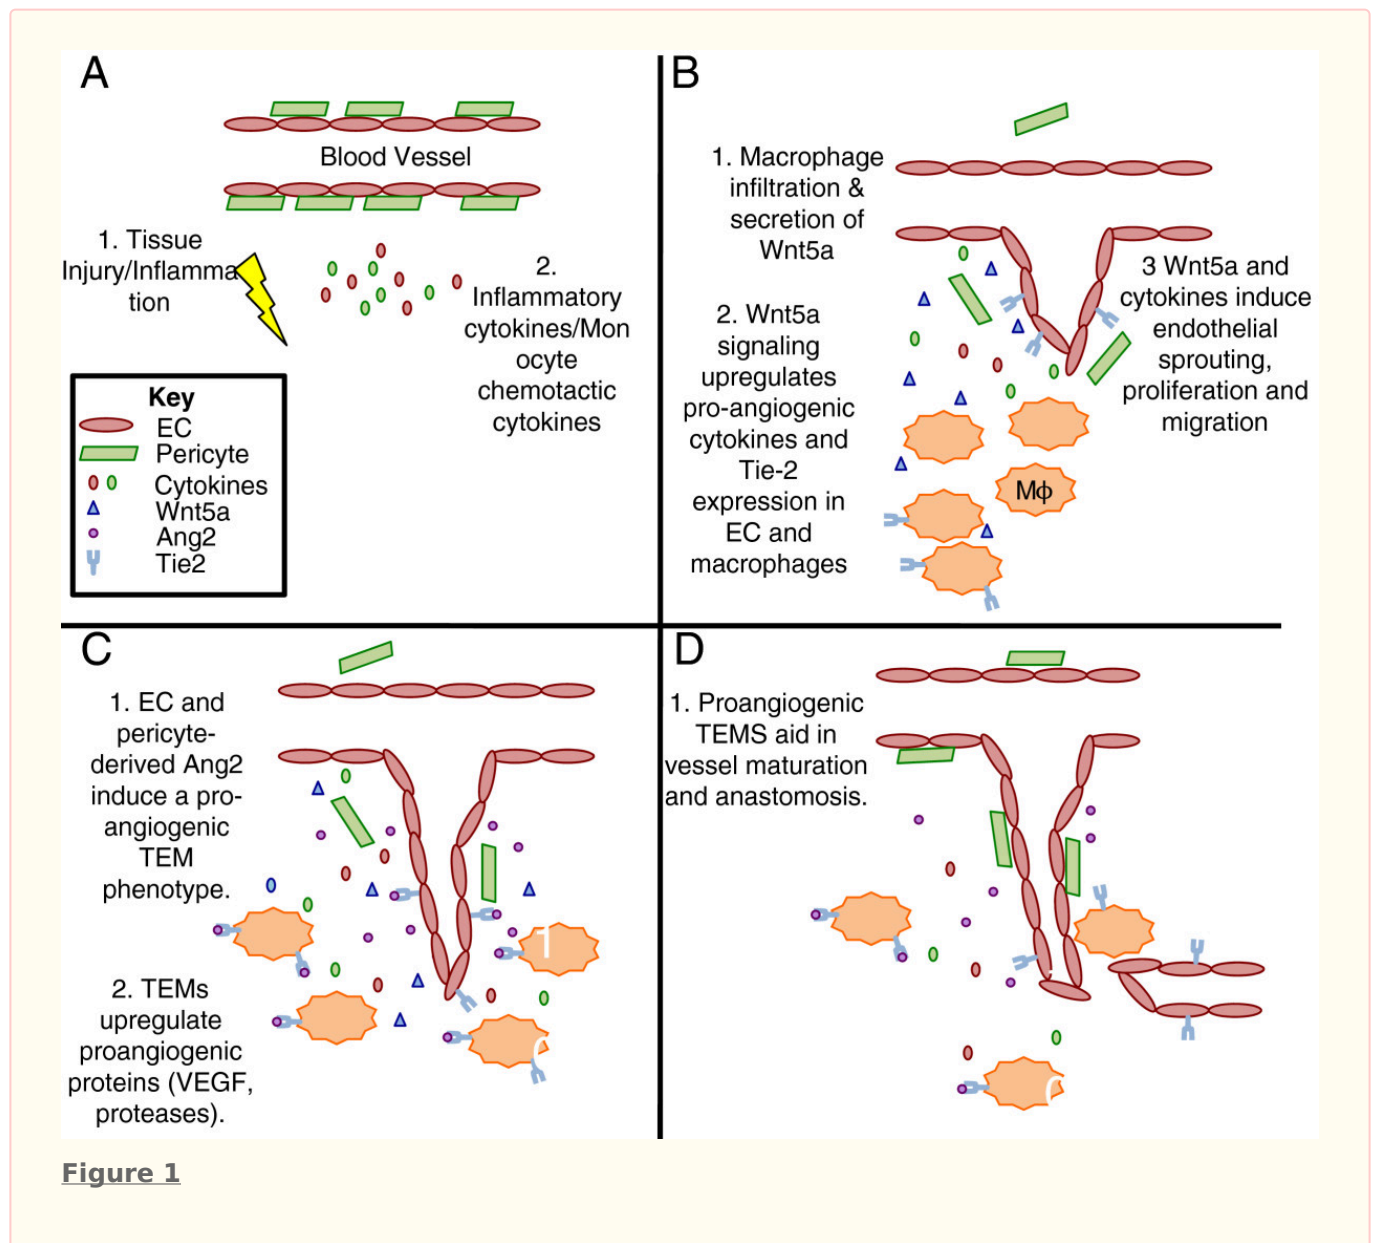 A
Blood Vessel
1. Tissue
Injury/Inflamma
tion
2.
Inflammatory
cytokines/Mon
ocyte
chemotactic
cytokines
Key
EC
Pericyte
Cytokines
Wnt5a
Ang2
Tie2
B
1. Macrophage
infiltration &
secretion of
Wnt5a
2. Wnt5a
signaling
upregulates
pro-angiogenic
cytokines and
Tie-2
expression in
EC and
macrophages
3 Wnt5a and
cytokines induce
endothelial
sprouting,
proliferation and
migration
Mϕ
C
1. EC and
pericyte-
derived Ang2
induce a pro-
angiogenic
TEM
phenotype.
2. TEMs
upregulate
proangiogenic
proteins (VEGF,
proteases).
D
1. Proangiogenic
TEMS aid in
vessel maturation
and anastomosis.
Figure 1